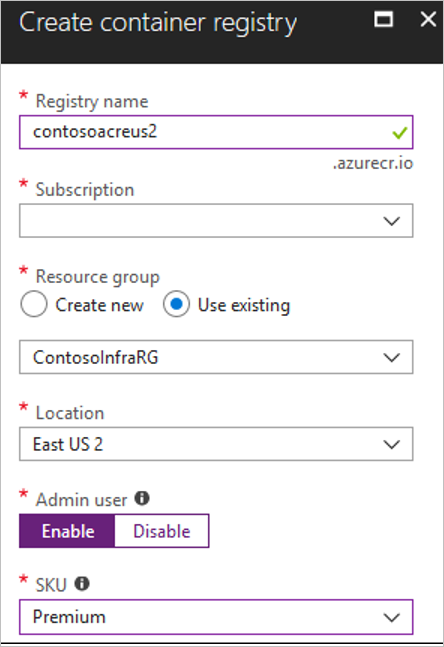 Create container registry
* Registry name
contosoacreus2
.azurecr.io
* Subscription
* Resource group
Create new Use existing
ContosoInfraRG
* Location
East US 2
* Admin user
Enable Disable
* SKU
Premium